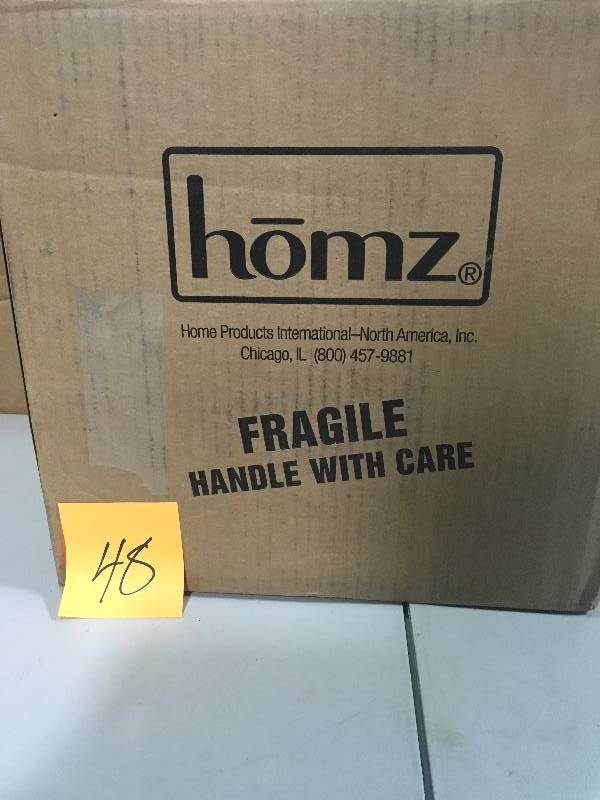 hōmz®
Home Products International–North America, Inc.
Chicago, IL (800) 457-9881
FRAGILE
HANDLE WITH CARE
48